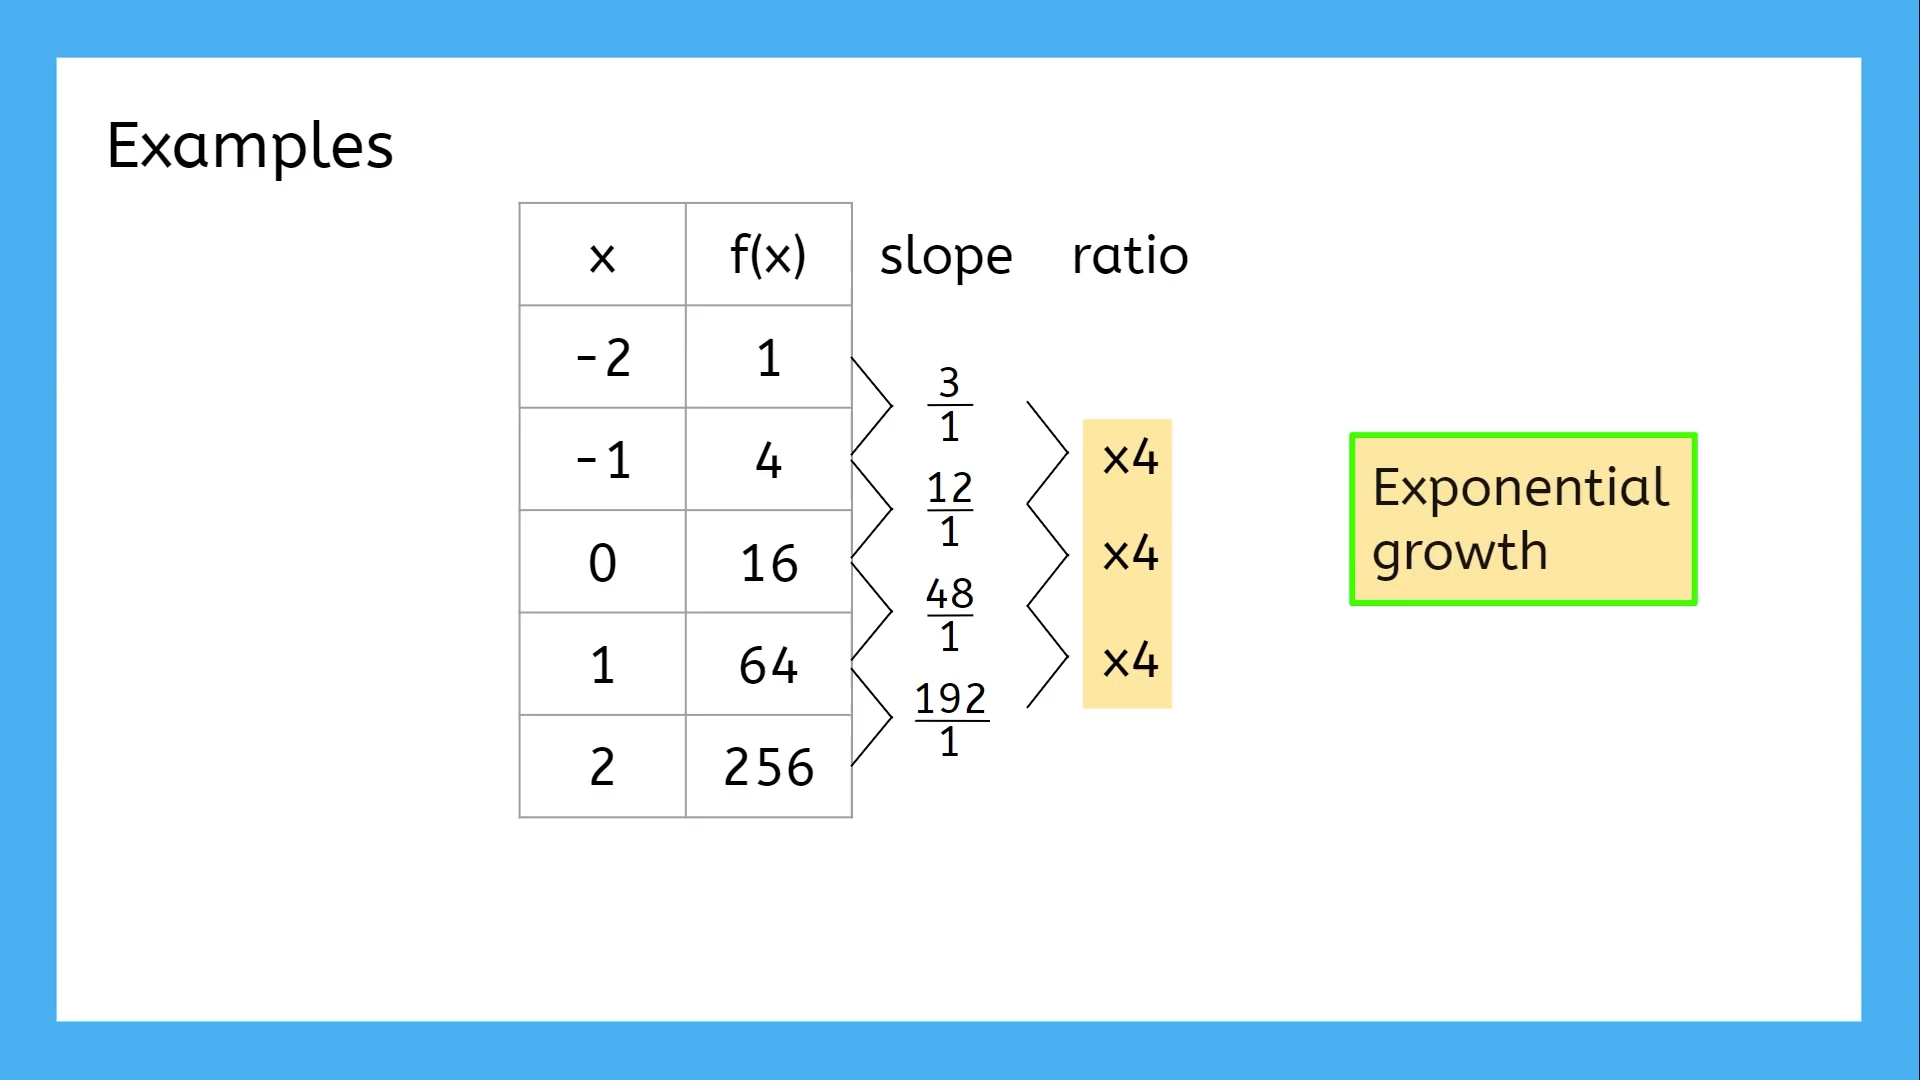 Examples
x f(x) slope ratio
-2 1
3/1
-1 4 x4
12/1
0 16 x4
48/1
1 64 x4
192/1
2 256
Exponential
growth